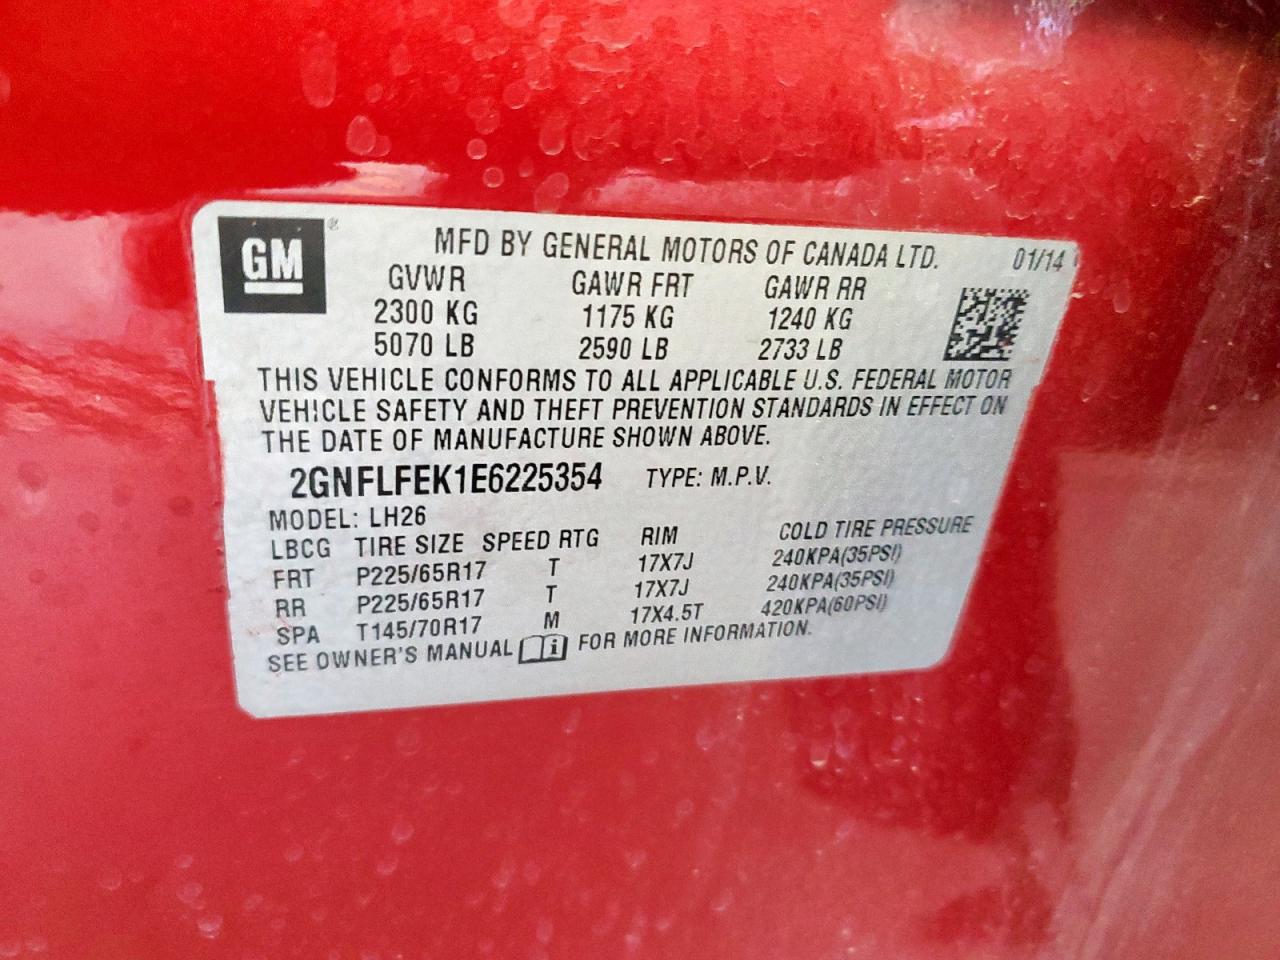 GM ®
MFD BY GENERAL MOTORS OF CANADA LTD. 01/14
GVWR GAWR FRT GAWR RR
2300 KG 1175 KG 1240 KG
5070 LB 2590 LB 2733 LB
THIS VEHICLE CONFORMS TO ALL APPLICABLE U.S. FEDERAL MOTOR
VEHICLE SAFETY AND THEFT PREVENTION STANDARDS IN EFFECT ON
THE DATE OF MANUFACTURE SHOWN ABOVE.
2GNFLFEK1E6225354 TYPE: M.P.V.
MODEL: LH26
LBCG TIRE SIZE SPEED RTG RIM COLD TIRE PRESSURE
FRT P225/65R17 T 17X7J 240KPA(35PSI)
RR P225/65R17 T 17X7J 240KPA(35PSI)
SPA T145/70R17 M 17X4.5T 420KPA(60PSI)
SEE OWNER'S MANUAL i FOR MORE INFORMATION.